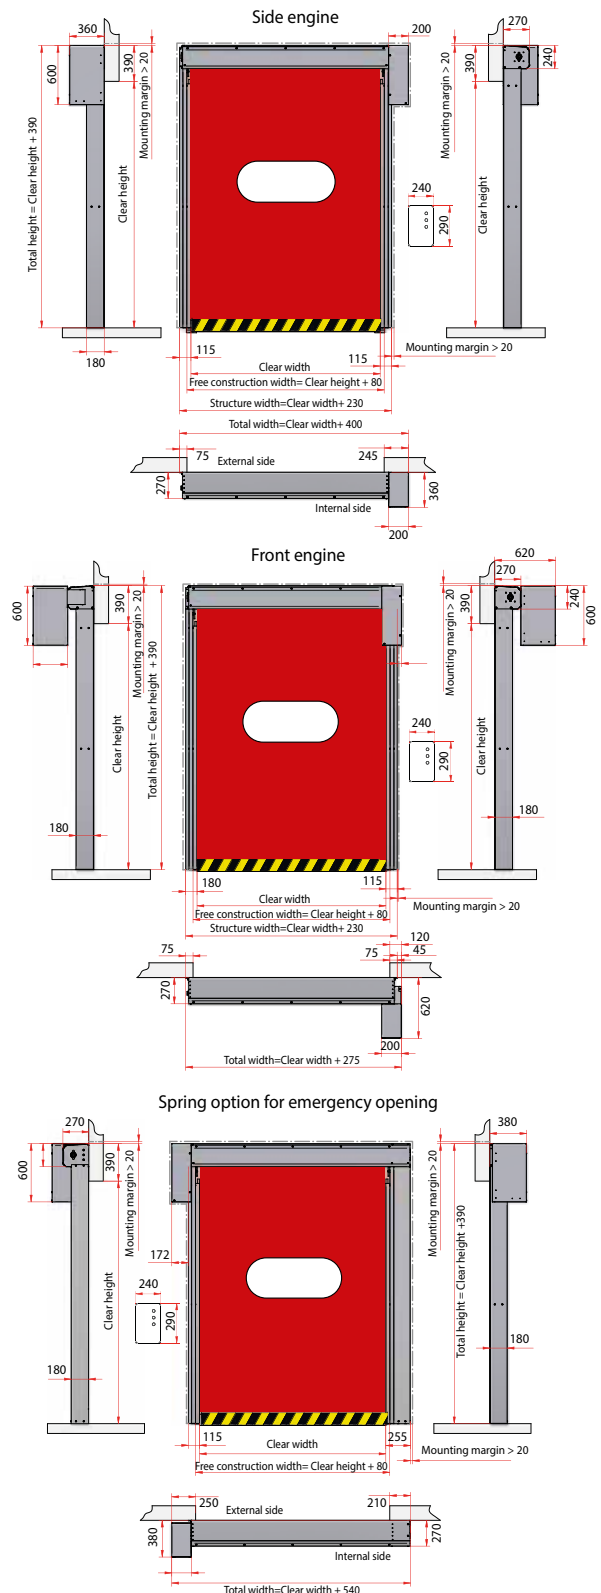 Side engine
360
390
600
Mounting margin > 20
Total height = Clear height + 390
Clear height
180
200
270
390
240
Mounting margin > 20
Clear height
240
290
115
115
Mounting margin > 20
Clear width
Free construction width= Clear height + 80
Structure width=Clear width+ 230
Total width=Clear width+ 400
75
External side
245
270
360
Internal side
200
Front engine
600
390
Mounting margin > 20
Clear height
Total height = Clear height + 390
180
620
270
390
240
600
Mounting margin > 20
Clear height
240
290
180
180
115
Clear width
Mounting margin > 20
Free construction width= Clear height + 80
Structure width=Clear width+ 230
120
75
75
45
270
620
200
Total width=Clear width + 275
Spring option for emergency opening
270
390
600
Mounting margin > 20
Clear height
180
172
240
290
380
Mounting margin > 20
Total height = Clear height +390
180
115
Clear width
255
Mounting margin > 20
Free construction width= Clear height + 80
250
External side
210
380
270
Internal side
Total width=Clear width + 540